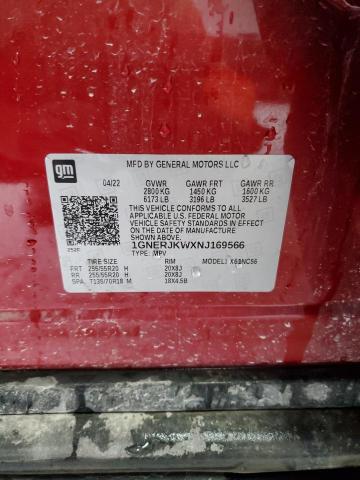 gm
MFD BY GENERAL MOTORS LLC
04/22 GVWR GAWR FRT GAWR RR
2800 KG 1450 KG 1600 KG
6173 LB 3196 LB 3527 LB
THIS VEHICLE CONFORMS TO ALL
APPLICABLE U.S. FEDERAL MOTOR
VEHICLE SAFETY AND THEFT
PREVENTION STANDARDS IN EFFECT ON
THE DATE OF MANUFACTURE SHOWN ABOVE.
1GNERJKWXNJ169566
TYPE: MPV
TIRE SIZE RIM MODEL:
FRT 255/55R20 H 20X8J
RR 255/55R20 H 20X8J
SPA T135/70R18 M 18X4.5B